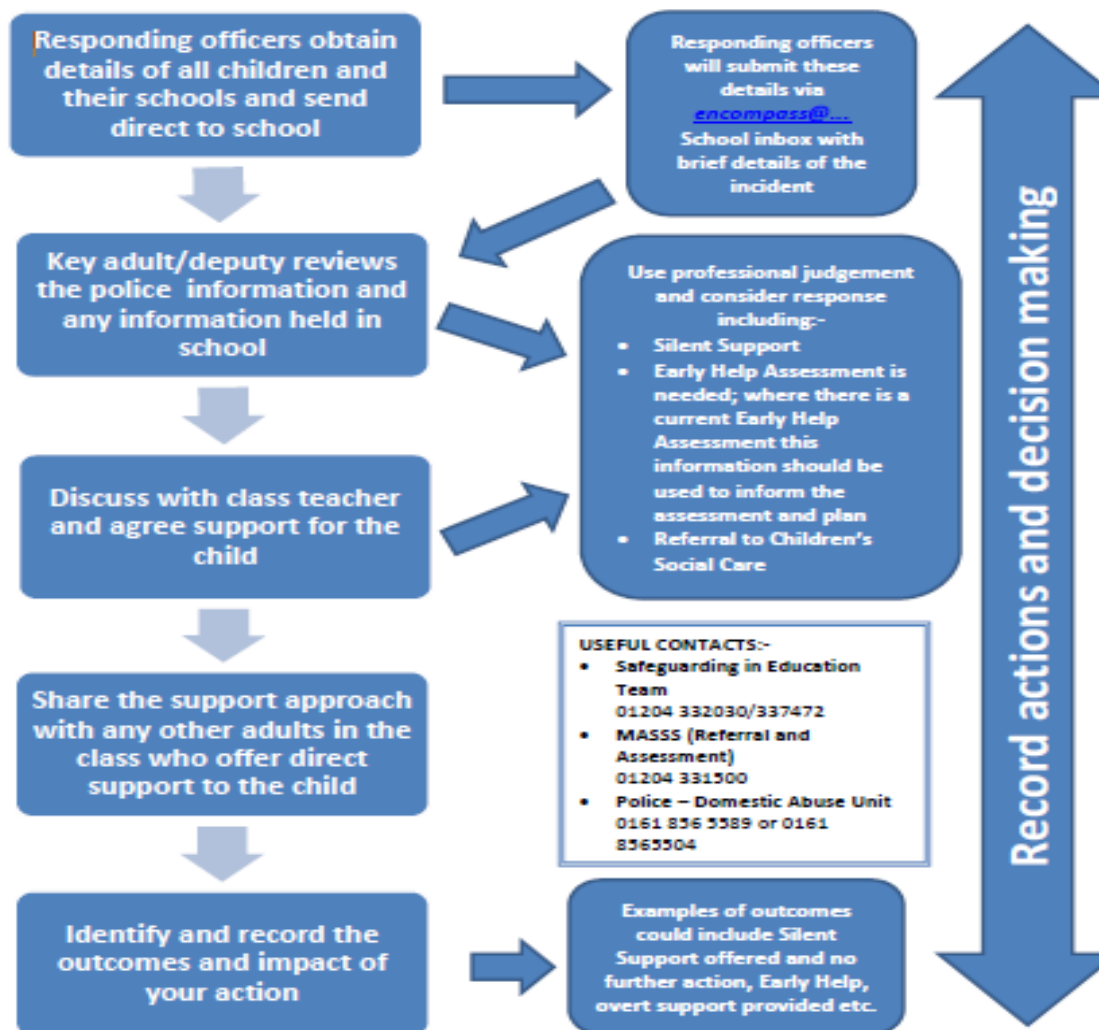 Responding officers obtain
details of all children and
their schools and send
direct to school
Responding officers
will submit these
details via
encompass@...
School inbox with
brief details of the
incident
Key adult/deputy reviews
the police information and
any information held in
school
Use professional judgement
and consider response
including:-
• Silent Support
• Early Help Assessment is
needed; where there is a
current Early Help
Assessment this
information should be
used to inform the
assessment and plan
• Referral to Children's
Social Care
Discuss with class teacher
and agree support for the
child
USEFUL CONTACTS:-
• Safeguarding in Education
Team
01204 332030/337472
• MASSS (Referral and
Assessment)
01204 331500
• Police – Domestic Abuse Unit
0161 856 5589 or 0161
8565504
Share the support approach
with any other adults in the
class who offer direct
support to the child
Identify and record the
outcomes and impact of
your action
Examples of outcomes
could include Silent
Support offered and no
further action, Early Help,
overt support provided etc.
Record actions and decision making